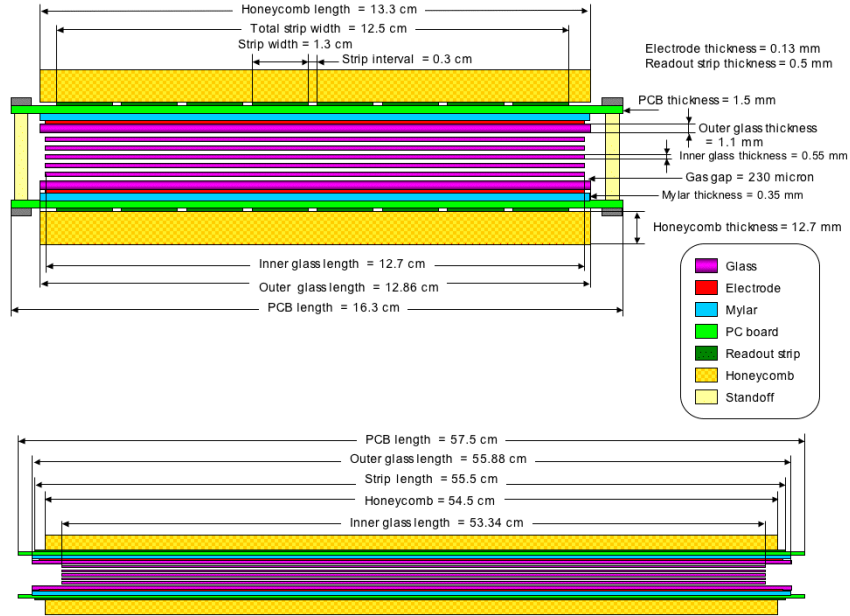 Honeycomb length = 13.3 cm
Total strip width = 12.5 cm
Strip width = 1.3 cm
Strip interval = 0.3 cm
Electrode thickness = 0.13 mm
Readout strip thickness = 0.5 mm
PCB thickness = 1.5 mm
Outer glass thickness
= 1.1 mm
Inner glass thickness = 0.55 mm
Gas gap = 230 micron
Mylar thickness = 0.35 mm
Honeycomb thickness = 12.7 mm
Inner glass length = 12.7 cm
Outer glass length = 12.86 cm
PCB length = 16.3 cm
Glass
Electrode
Mylar
PC board
Readout strip
Honeycomb
Standoff
PCB length = 57.5 cm
Outer glass length = 55.88 cm
Strip length = 55.5 cm
Honeycomb = 54.5 cm
Inner glass length = 53.34 cm